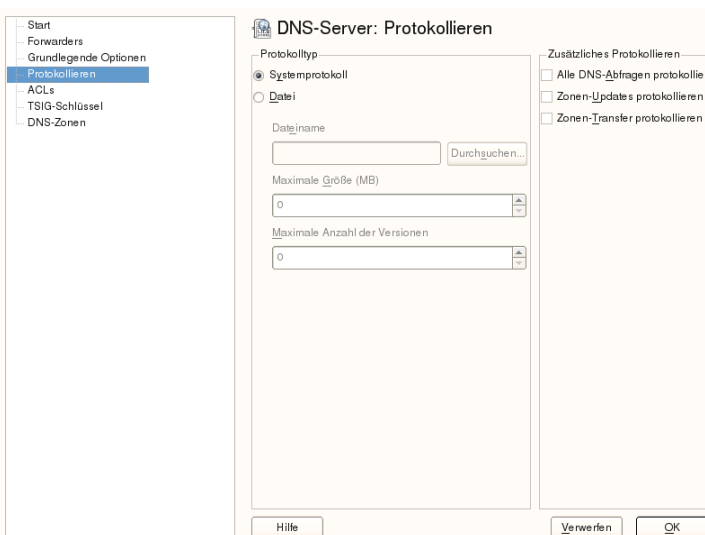 Start
Forwarders
Grundlegende Optionen
Protokollieren
ACLs
TSIG-Schlüssel
DNS-Zonen
DNS-Server: Protokollieren
Protokolltyp
Systemprotokoll
Datei
Dateiname
Durchsuchen...
Maximale Größe (MB)
0
Maximale Anzahl der Versionen
0
Zusätzliches Protokollieren
Alle DNS-Abfragen protokollie
Zonen-Updates protokollieren
Zonen-Transfer protokollieren
Hilfe
Verwerfen
OK